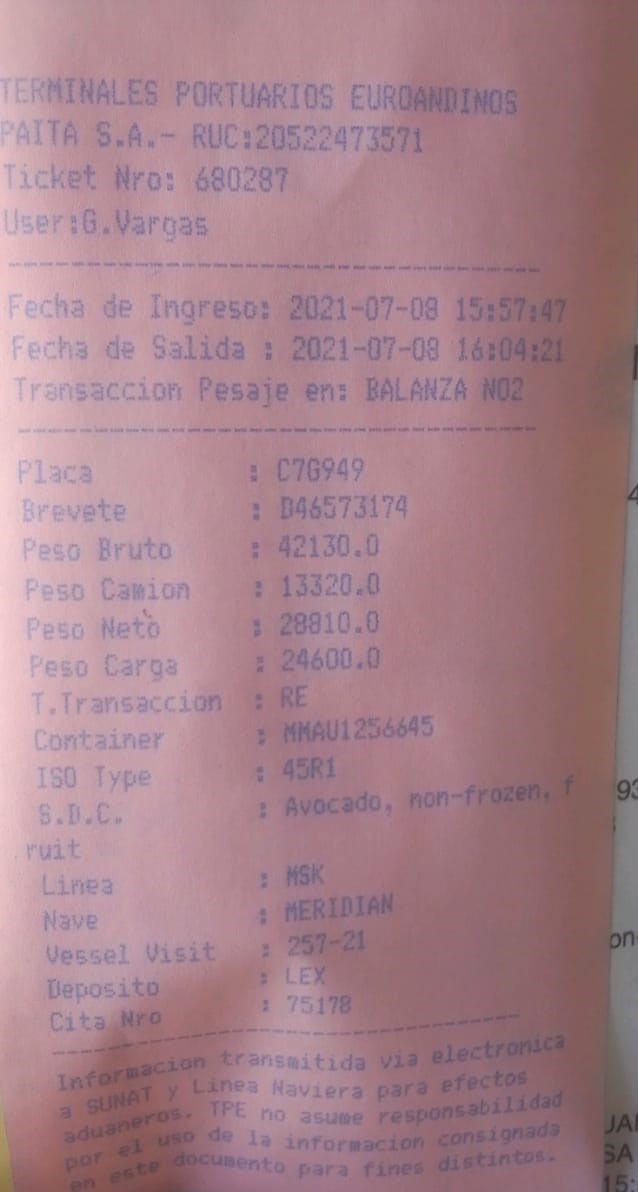 TERMINALES PORTUARIOS EUROANDINOS
PAITA S.A.- RUC:20522473571
Ticket Nro: 680287
User:G.Vargas
Fecha de Ingreso: 2021-07-08 15:57:47
Fecha de Salida : 2021-07-08 16:04:21
Transaccion Pesaje en: BALANZA NO2
Placa : C7G949
Brevete : D46573174
Peso Bruto : 42130.0
Peso Camion : 13320.0
Peso Neto : 28810.0
Peso Carga : 24600.0
T.Transaccion : RE
Container : MMAU1256645
ISO Type : 45R1
S.D.C. : Avocado, non-frozen, f
ruit
Linea : MSK
Nave : MERIDIAN
Vessel Visit : 257-21
Deposito : LEX
Cita Nro : 75178
Informacion transmitida via electronica
a SUNAT y Linea Naviera para efectos
aduaneros. TPE no asume responsabilidad
por el uso de la informacion consignada
en este documento para fines distintos.